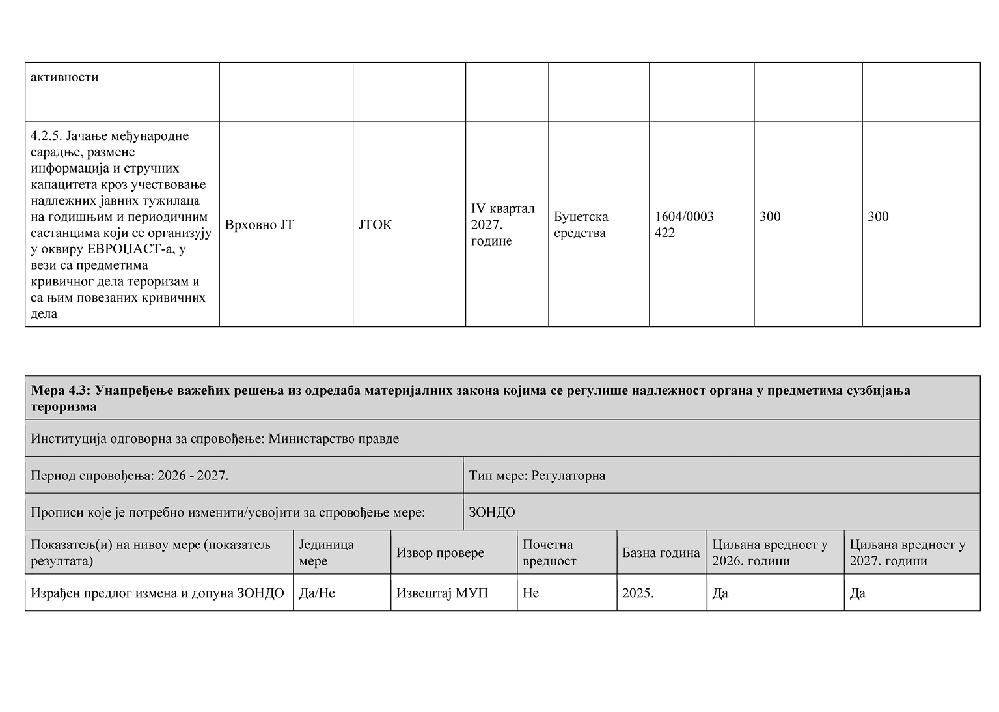 активности
4.2.5. Јачање међународне
сарадње, размене
информација и стручних
капацитета кроз учествовање
надлежних јавних тужилаца
на годишњим и периодичним
састанцима који се организују
у оквиру ЕВРОЏАСТ-а, у
вези са предметима
кривичног дела тероризам и
са њим повезаних кривичних
дела
Врховно ЈТ
ЈТОК
IV квартал
2027.
године
Буџетска
средства
1604/0003
422
300
300
Мера 4.3: Унапређење важећих решења из одредаба материјалних закона којима се регулише надлежност органа у предметима сузбијања
тероризма
Институција одговорна за спровођење: Министарство правде
Период спровођења: 2026 - 2027.
Тип мере: Регулаторна
Прописи које је потребно изменити/усвојити за спровођење мере:
ЗОНДО
Показатељ(и) на нивоу мере (показатељ
резултата)
Јединица
мере
Извор провере
Почетна
вредност
Базна година
Циљана вредност у
2026. години
Циљана вредност у
2027. години
Израђен предлог измена и допуна ЗОНДО
Да/Не
Извештај МУП
Не
2025.
Да
Да